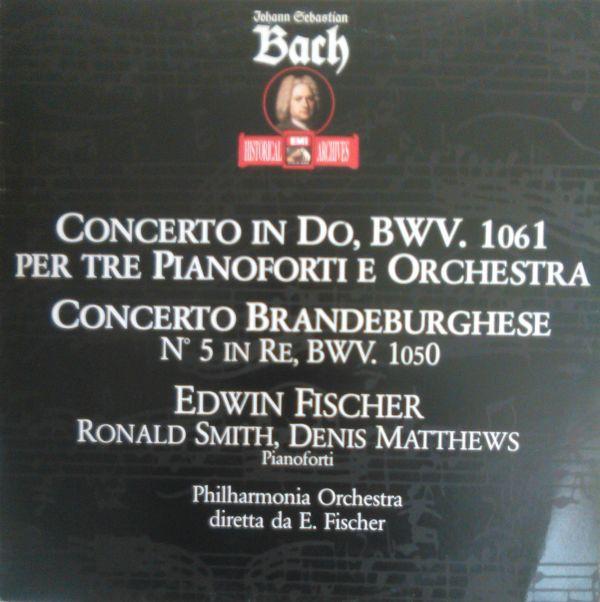 Johann Sebastian
Bach
HISTORICAL EMI ARCHIVES
CONCERTO IN DO, BWV. 1061
PER TRE PIANOFORTI E ORCHESTRA
CONCERTO BRANDEBURGHESE
N° 5 IN RE, BWV. 1050
EDWIN FISCHER
RONALD SMITH, DENIS MATTHEWS
Pianoforti
Philharmonia Orchestra
diretta da E. Fischer